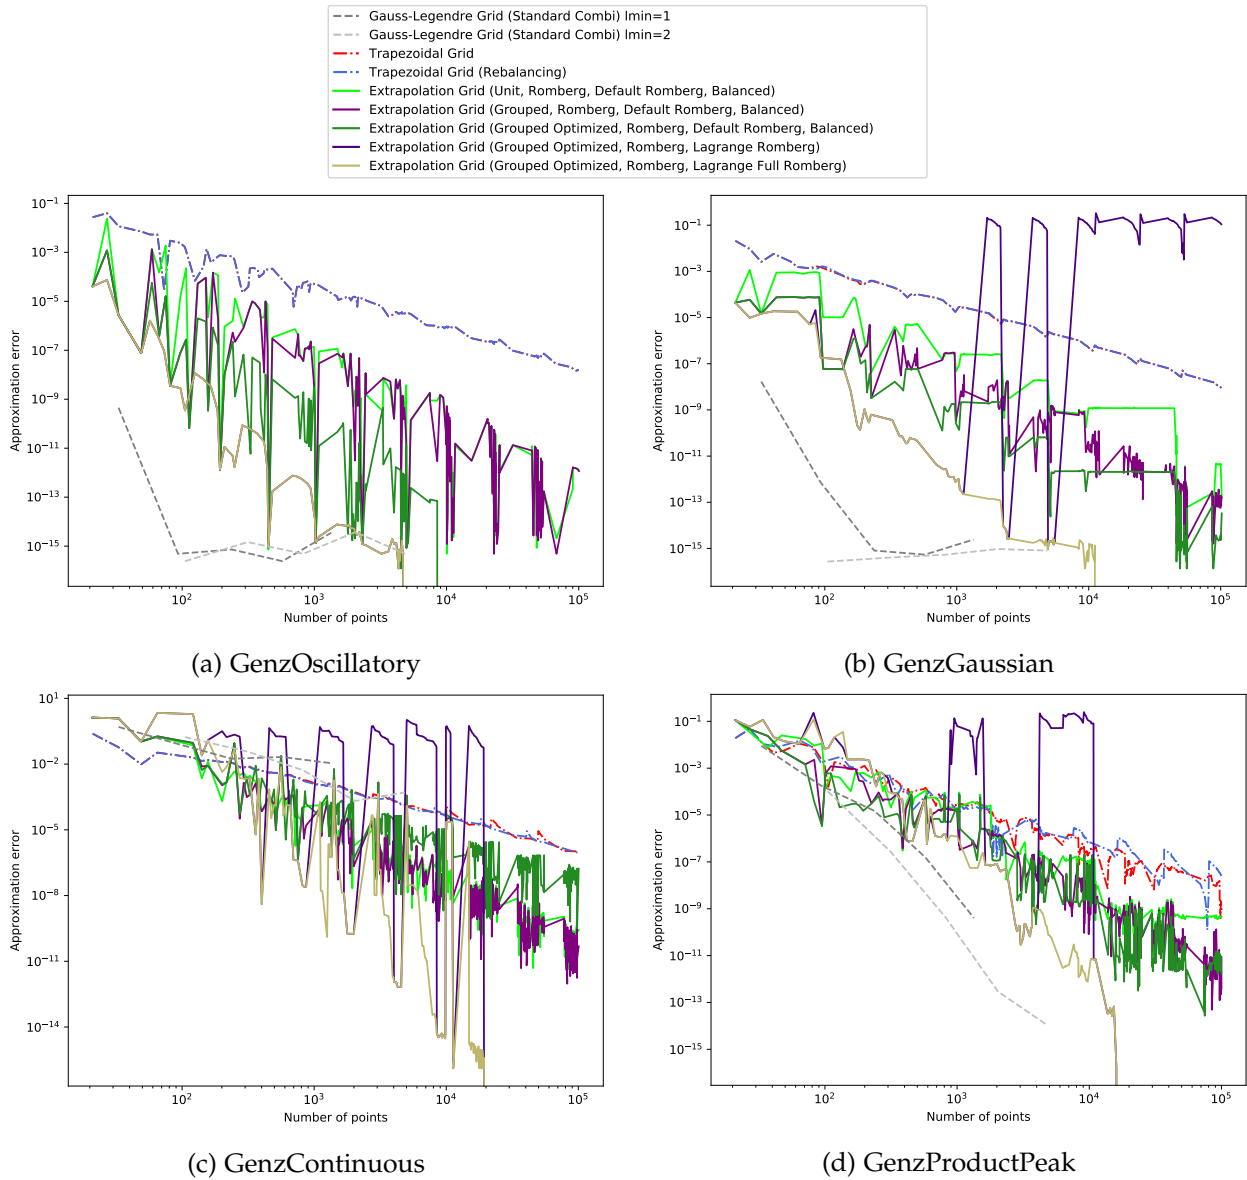 Gauss-Legendre Grid (Standard Combi) lmin=1
Gauss-Legendre Grid (Standard Combi) lmin=2
Trapezoidal Grid
Trapezoidal Grid (Rebalancing)
Extrapolation Grid (Unit, Romberg, Default Romberg, Balanced)
Extrapolation Grid (Grouped, Romberg, Default Romberg, Balanced)
Extrapolation Grid (Grouped Optimized, Romberg, Default Romberg, Balanced)
Extrapolation Grid (Grouped Optimized, Romberg, Lagrange Romberg)
Extrapolation Grid (Grouped Optimized, Romberg, Lagrange Full Romberg)
Approximation error
10⁻¹
10⁻³
10⁻⁵
10⁻⁷
10⁻⁹
10⁻¹¹
10⁻¹³
10⁻¹⁵
10² 10³ 10⁴ 10⁵
Number of points
(a) GenzOscillatory
Approximation error
10⁻¹
10⁻³
10⁻⁵
10⁻⁷
10⁻⁹
10⁻¹¹
10⁻¹³
10⁻¹⁵
10² 10³ 10⁴ 10⁵
Number of points
(b) GenzGaussian
Approximation error
10¹
10⁻²
10⁻⁵
10⁻⁸
10⁻¹¹
10⁻¹⁴
10² 10³ 10⁴ 10⁵
Number of points
(c) GenzContinuous
Approximation error
10⁻¹
10⁻³
10⁻⁵
10⁻⁷
10⁻⁹
10⁻¹¹
10⁻¹³
10⁻¹⁵
10² 10³ 10⁴ 10⁵
Number of points
(d) GenzProductPeak